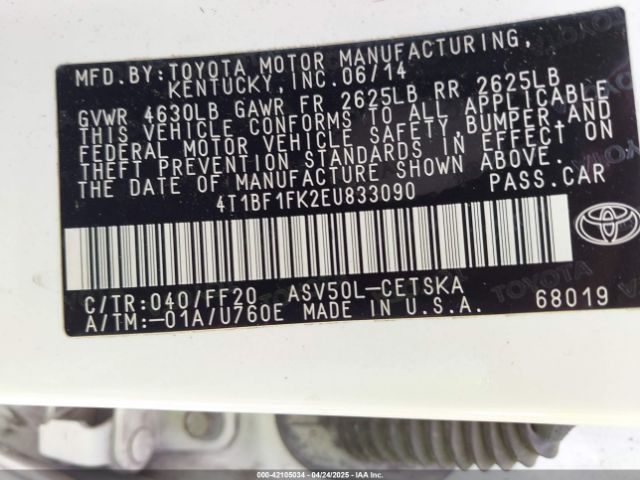 MFD.BY:TOYOTA MOTOR MANUFACTURING,
KENTUCKY, INC.06/14
GVWR 4630LB GAWR FR 2625LB RR 2625LB
THIS VEHICLE CONFORMS TO ALL APPLICABLE
FEDERAL MOTOR VEHICLE SAFETY,BUMPER AND
THEFT PREVENTION STANDARDS IN EFFECT ON
THE DATE OF MANUFACTURE SHOWN ABOVE.
4T1BF1FK2EU833090 PASS.CAR
C/TR:040/FF20 ASV50L-CETSKA
A/TM:-01A/U760E MADE IN U.S.A. 68019
TOYOTA
000-42105034 - 04/24/2025 - IAAI.com